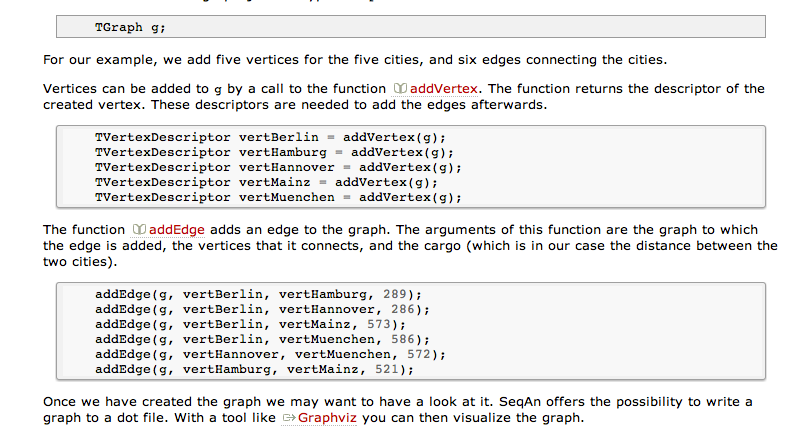 TGraph g;
For our example, we add five vertices for the five cities, and six edges connecting the cities.
Vertices can be added to g by a call to the function addVertex. The function returns the descriptor of the
created vertex. These descriptors are needed to add the edges afterwards.
TVertexDescriptor vertBerlin = addVertex(g);
TVertexDescriptor vertHamburg = addVertex(g);
TVertexDescriptor vertHannover = addVertex(g);
TVertexDescriptor vertMainz = addVertex(g);
TVertexDescriptor vertMuenchen = addVertex(g);
The function addEdge adds an edge to the graph. The arguments of this function are the graph to which
the edge is added, the vertices that it connects, and the cargo (which is in our case the distance between the
two cities).
addEdge(g, vertBerlin, vertHamburg, 289);
addEdge(g, vertBerlin, vertHannover, 286);
addEdge(g, vertBerlin, vertMainz, 573);
addEdge(g, vertBerlin, vertMuenchen, 586);
addEdge(g, vertHannover, vertMuenchen, 572);
addEdge(g, vertHamburg, vertMainz, 521);
Once we have created the graph we may want to have a look at it. SeqAn offers the possibility to write a
graph to a dot file. With a tool like Graphviz you can then visualize the graph.